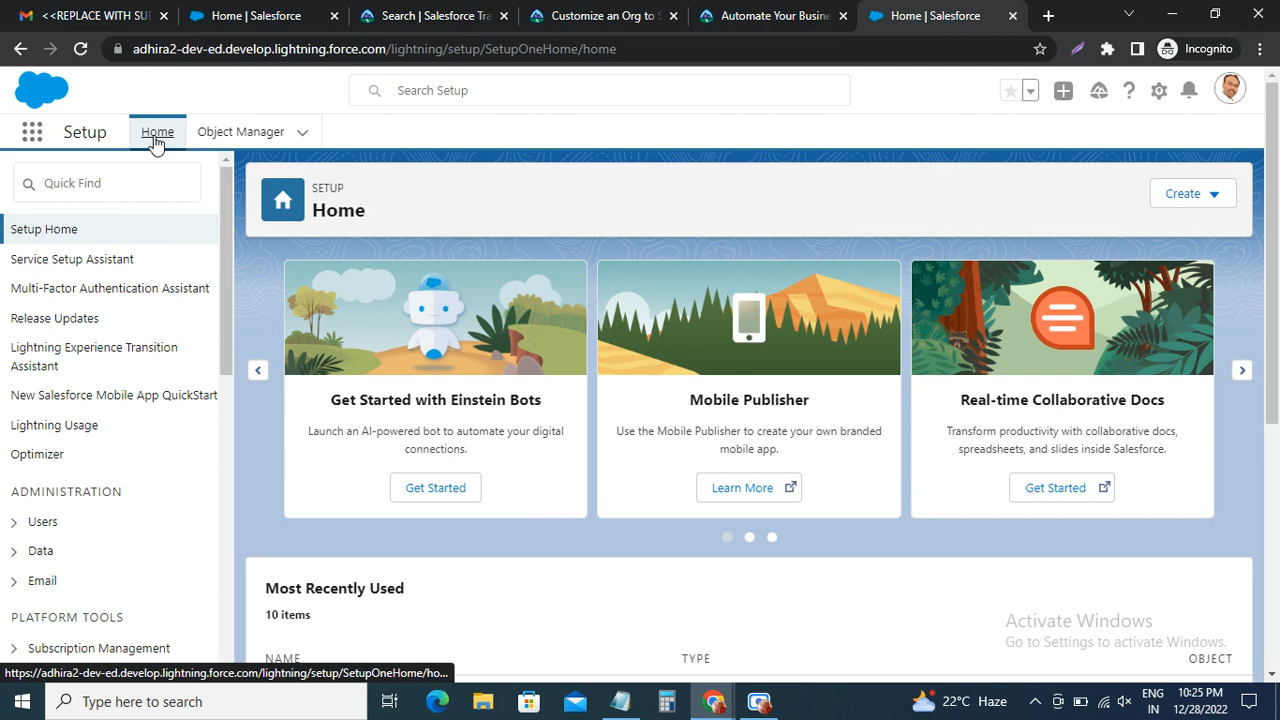 <<REPLACE WITH SUB
Home | Salesforce
Search | Salesforce Tra
Customize an Org to S
Automate Your Busine
Home | Salesforce
adhira2-dev-ed.develop.lightning.force.com/lightning/setup/SetupOneHome/home
Incognito
Search Setup
Setup
Home
Object Manager
Quick Find
Setup Home
Service Setup Assistant
Multi-Factor Authentication Assistant
Release Updates
Lightning Experience Transition
Assistant
New Salesforce Mobile App QuickStart
Lightning Usage
Optimizer
ADMINISTRATION
Users
Data
Email
PLATFORM TOOLS
Subscription Management
SETUP
Home
Create
Get Started with Einstein Bots
Launch an AI-powered bot to automate your digital
connections.
Get Started
Mobile Publisher
Use the Mobile Publisher to create your own branded
mobile app.
Learn More
Real-time Collaborative Docs
Transform productivity with collaborative docs,
spreadsheets, and slides inside Salesforce.
Get Started
Most Recently Used
10 items
NAME
TYPE
OBJECT
Activate Windows
Go to Settings to activate Windows.
https://adhira2-dev-ed.develop.lightning.force.com/lightning/setup/SetupOneHome/ho...
Type here to search
22°C Haze
ENG
IN
10:25 PM
12/28/2022